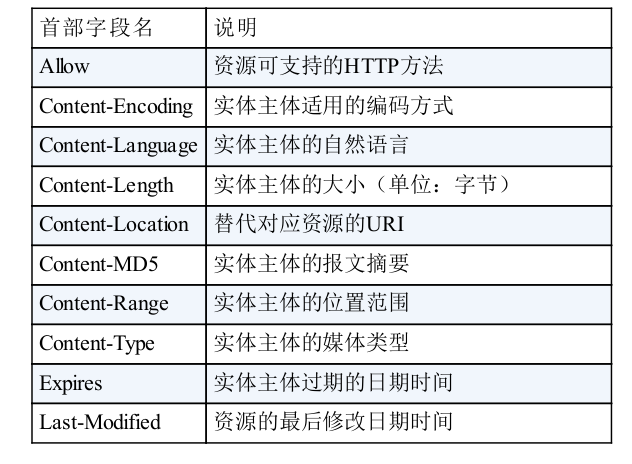 首部字段名 说明
Allow 资源可支持的HTTP方法
Content-Encoding 实体主体适用的编码方式
Content-Language 实体主体的自然语言
Content-Length 实体主体的大小（单位：字节）
Content-Location 替代对应资源的URI
Content-MD5 实体主体的报文摘要
Content-Range 实体主体的位置范围
Content-Type 实体主体的媒体类型
Expires 实体主体过期的日期时间
Last-Modified 资源的最后修改日期时间